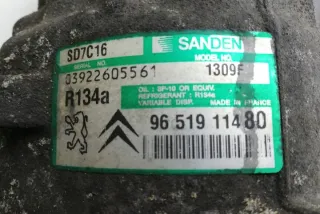 SD7C16 SANDEN
SERIAL NO. MODEL NO.
03922605561 1309F
R134a OIL : SP-10 OR EQUIV.
REFRIGERANT : R134a
VARIABLE DISP. MADE IN FRANCE
96 519 114 80